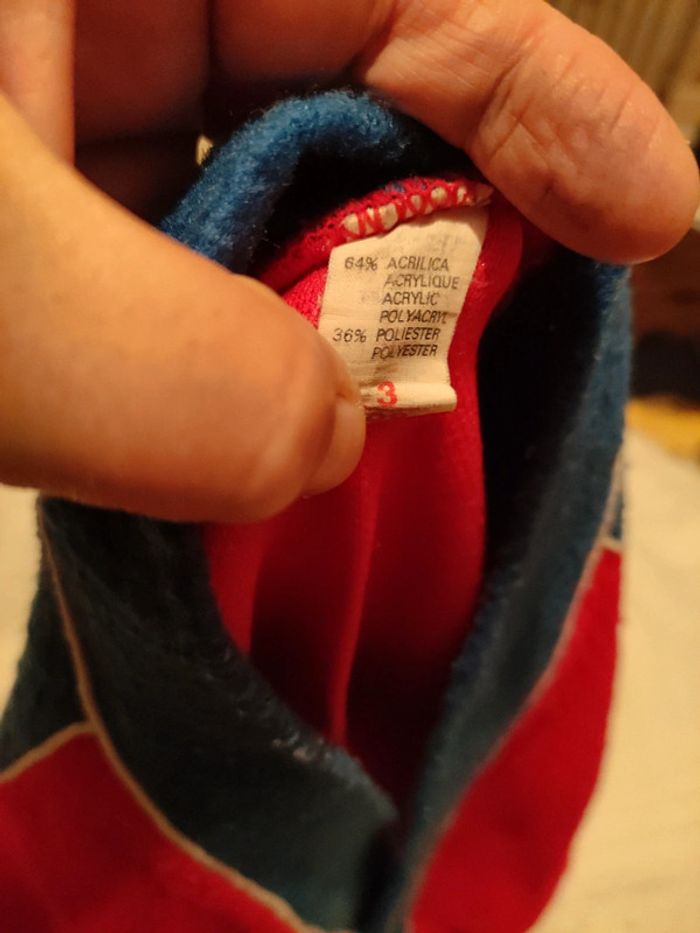 64% ACRILICA
ACRYLIQUE
ACRYLIC
POLYACRYL
36% POLIESTER
POLYESTER
3